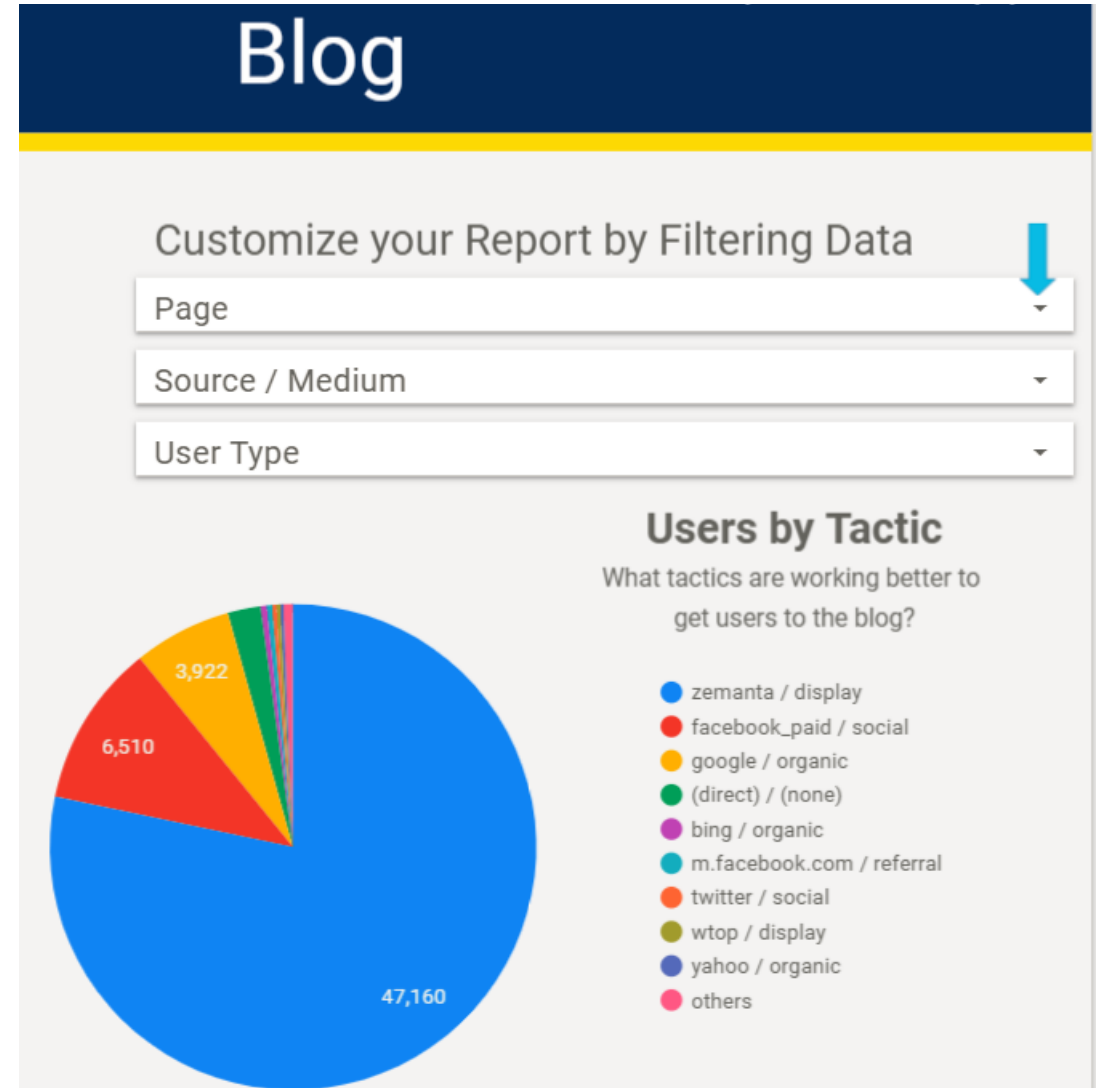 Blog
Customize your Report by Filtering Data
Page
Source / Medium
User Type
Users by Tactic
What tactics are working better to
get users to the blog?
3,922
6,510
47,160
zemanta / display
facebook_paid / social
google / organic
(direct) / (none)
bing / organic
m.facebook.com / referral
twitter / social
wtop / display
yahoo / organic
others